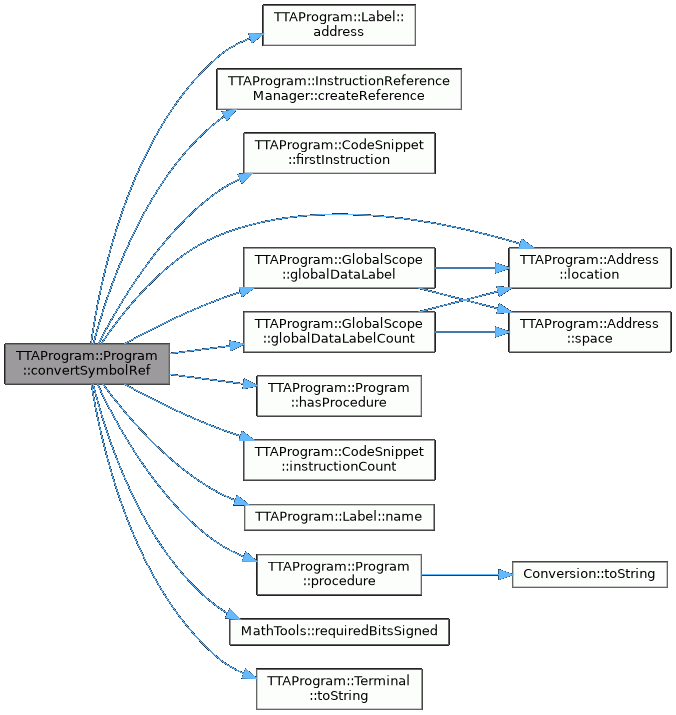 TTAProgram::Label::
address
TTAProgram::InstructionReference
Manager::createReference
TTAProgram::CodeSnippet
::firstInstruction
TTAProgram::GlobalScope
::globalDataLabel
TTAProgram::Address
::location
TTAProgram::GlobalScope
::globalDataLabelCount
TTAProgram::Address
::space
TTAProgram::Program
::convertSymbolRef
TTAProgram::Program
::hasProcedure
TTAProgram::CodeSnippet
::instructionCount
TTAProgram::Label::name
TTAProgram::Program
::procedure
Conversion::toString
MathTools::requiredBitsSigned
TTAProgram::Terminal
::toString